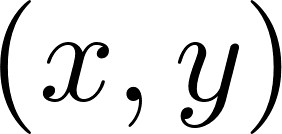 (x, y)